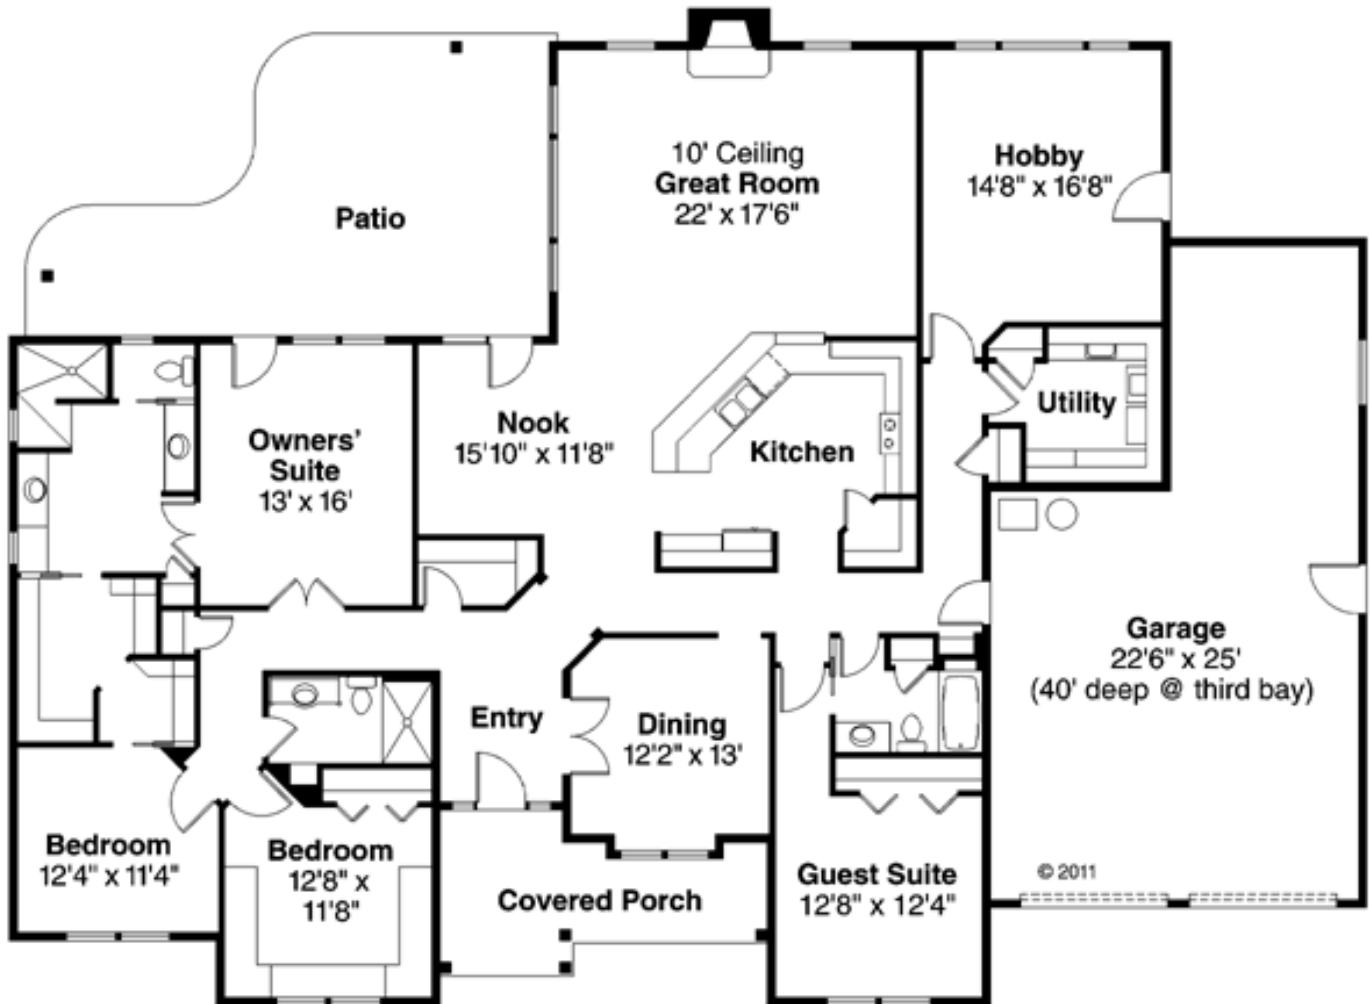 10' Ceiling
Great Room
22' x 17'6"
Hobby
14'8" x 16'8"
Patio
Nook
15'10" x 11'8"
Owners'
Suite
13' x 16'
Kitchen
Utility
Garage
22'6" x 25'
(40' deep @ third bay)
Entry
Dining
12'2" x 13'
Bedroom
12'4" x 11'4"
Bedroom
12'8" x
11'8"
Covered Porch
Guest Suite
12'8" x 12'4"
© 2011